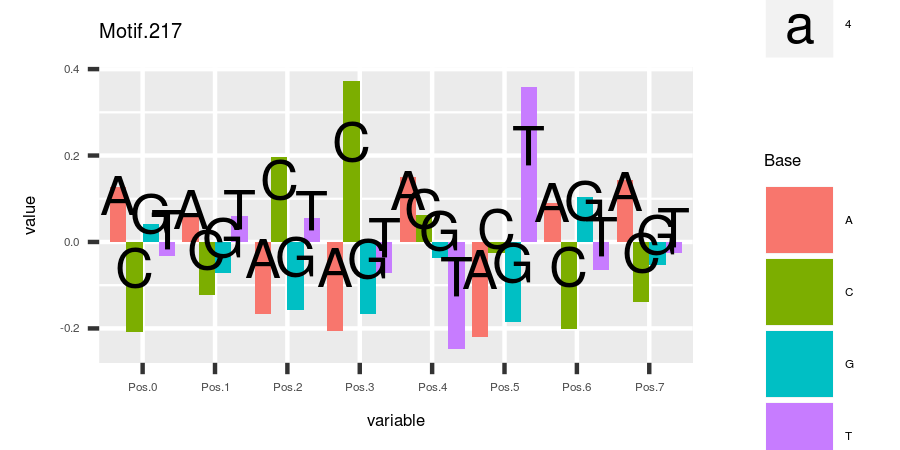 Motif.217
a 4
0.4
0.2
0.0
-0.2
value
A C G T A C G T A C G T A C G T A C G T A C G T A C G T A C G T
Pos.0 Pos.1 Pos.2 Pos.3 Pos.4 Pos.5 Pos.6 Pos.7
variable
Base
A
C
G
T